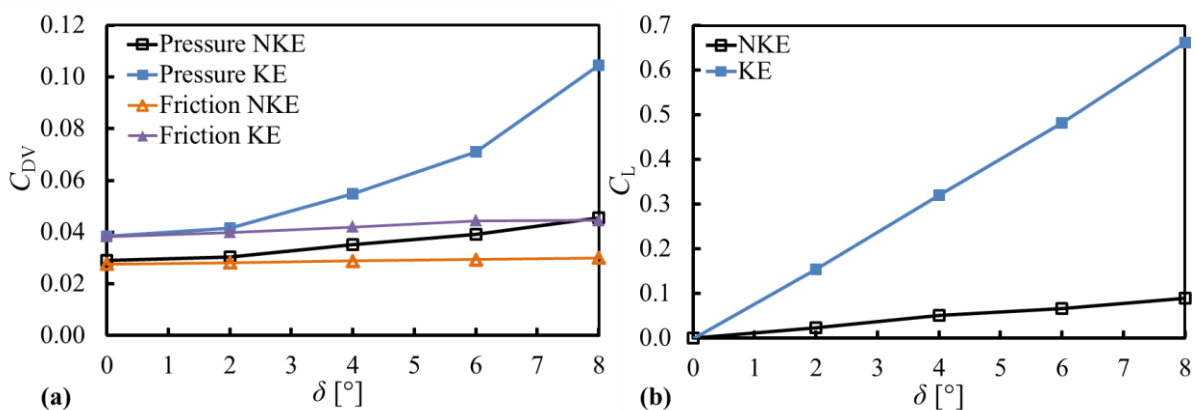 0.12
0.10
0.08
0.06
0.04
0.02
0.00
C_DV
Pressure NKE
Pressure KE
Friction NKE
Friction KE
0 1 2 3 4 5 6 7 8
δ [°]
(a)
0.7
0.6
0.5
0.4
0.3
0.2
0.1
0.0
C_L
NKE
KE
0 1 2 3 4 5 6 7 8
δ [°]
(b)